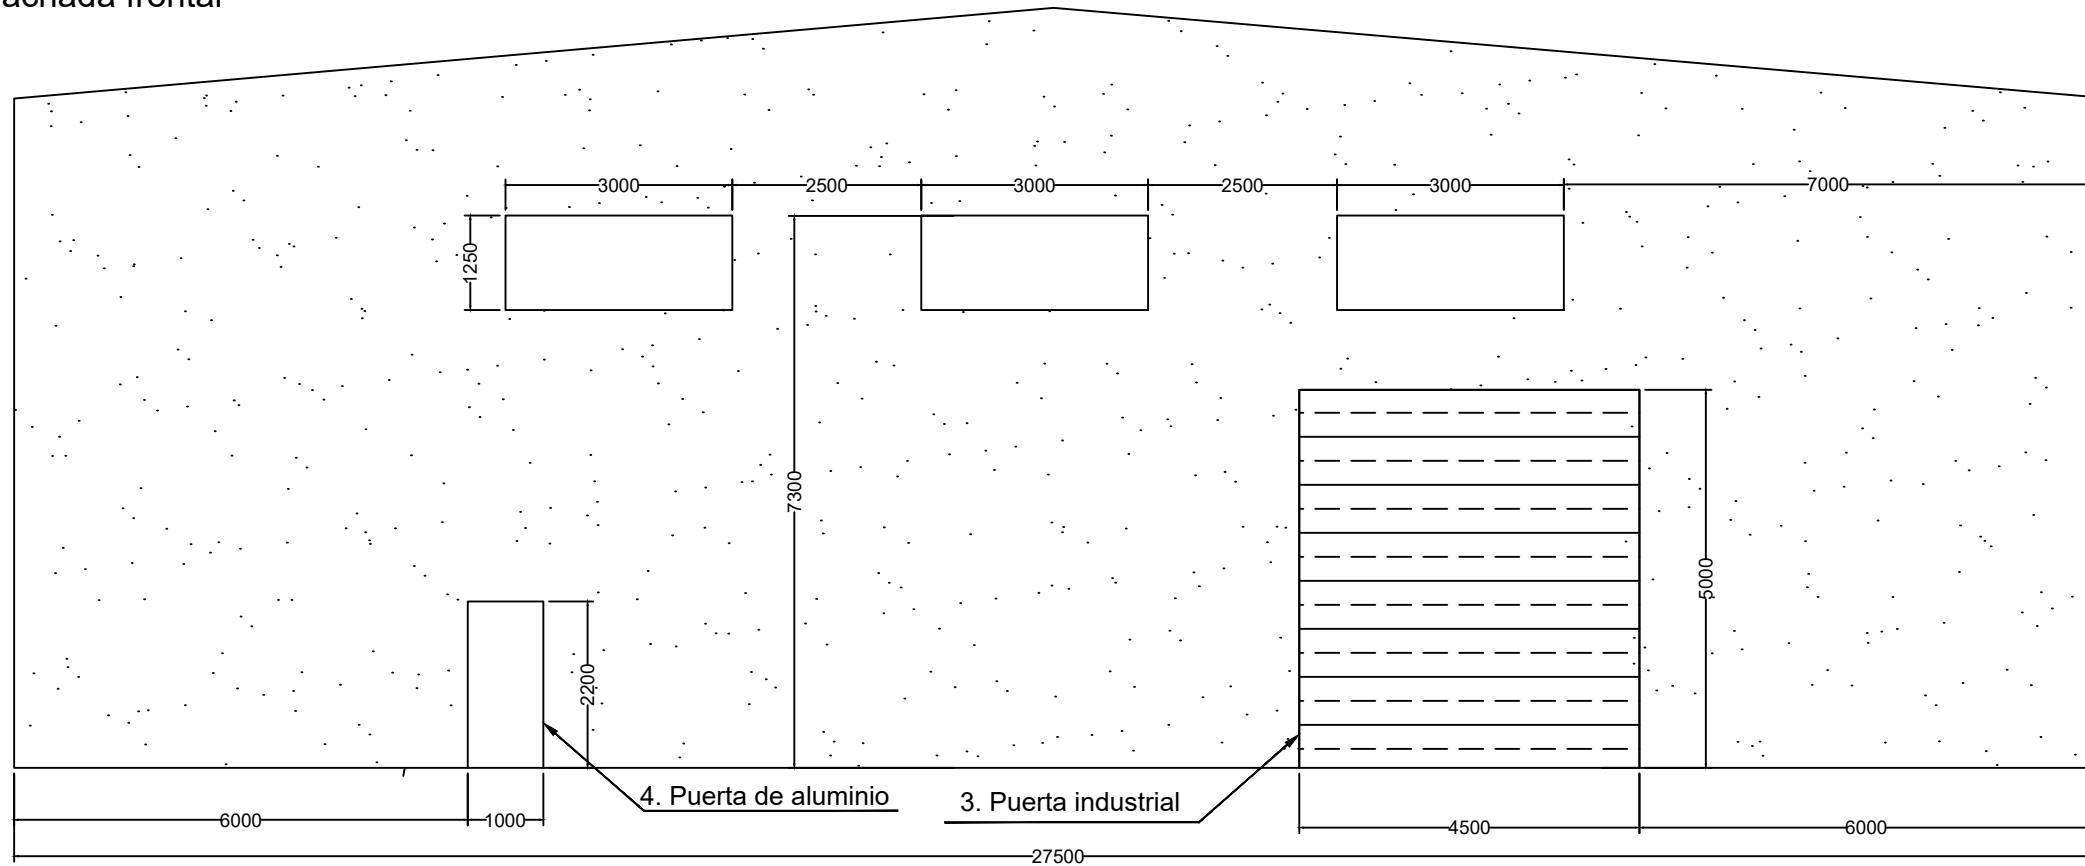 achada frontal
3000 2500 3000 2500 3000 7000
1250
7300
5000
2200
4. Puerta de aluminio
3. Puerta industrial
6000 1000 4500 6000
27500